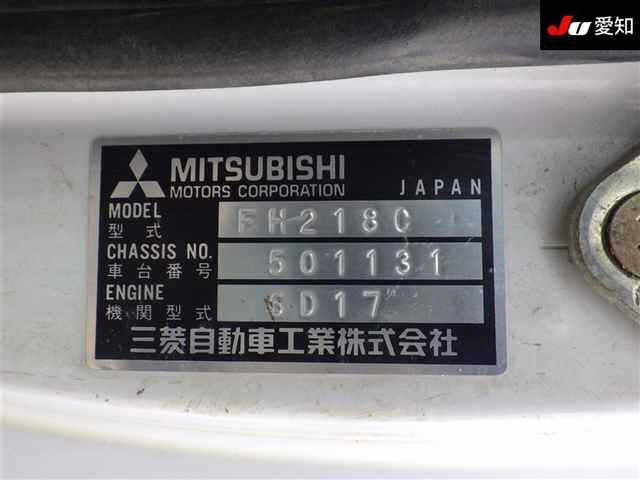 JU 愛知
MITSUBISHI
MOTORS CORPORATION JAPAN
MODEL
型式 FH218C
CHASSIS NO.
車台番号 501131
ENGINE
機関型式 6D17
三菱自動車工業株式会社